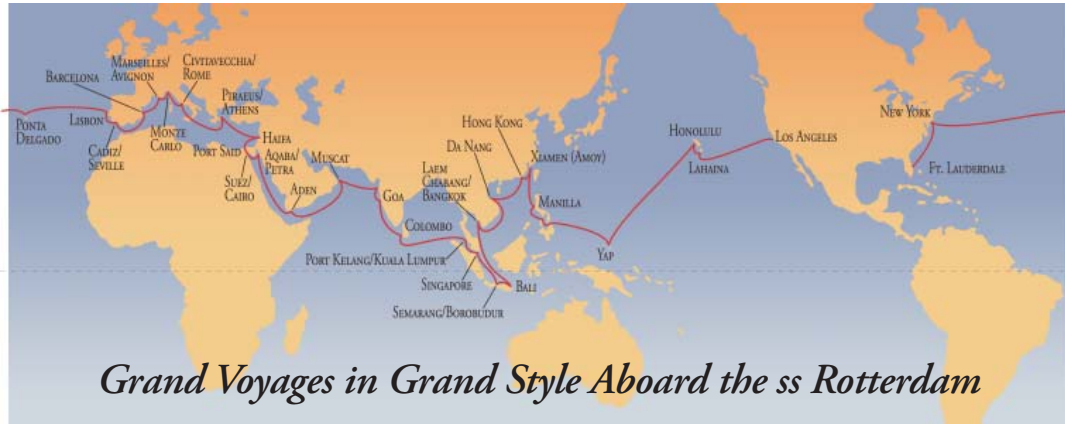 Marseilles/
Avignon
Civitavecchia/
Rome
Barcelona
Piraeus/
Athens
New York
Ponta
Delgado
Lisbon
Cadiz/
Seville
Monte
Carlo
Port Said
Haifa
Aqaba/
Petra
Suez/
Cairo
Aden
Muscat
Goa
Colombo
Hong Kong
Da Nang
Laem
Chabang/
Bangkok
Xiamen (Amoy)
Manilla
Honolulu
Lahaina
Los Angeles
Ft. Lauderdale
Yap
Port Kelang/Kuala Lumpur
Singapore
Bali
Semarang/Borobudur
Grand Voyages in Grand Style Aboard the ss Rotterdam